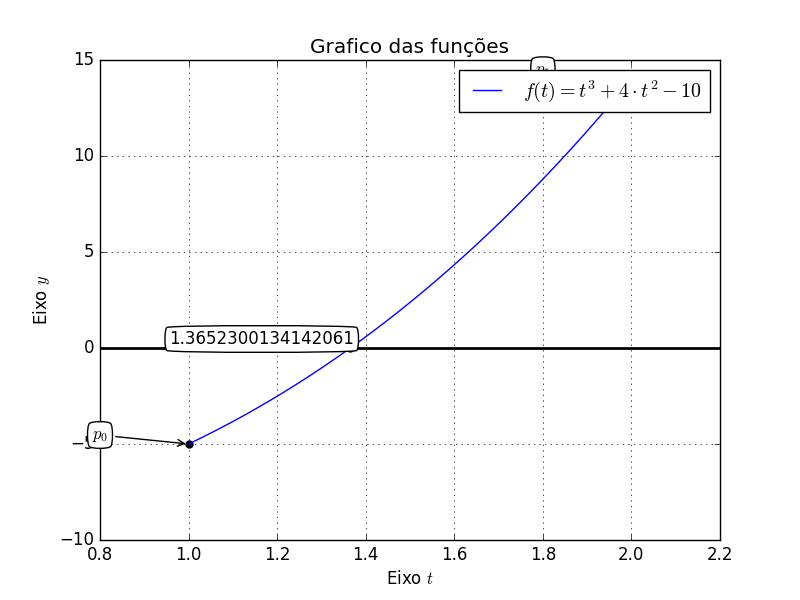 Grafico das funções
15
f(t) = t³ + 4 · t² − 10
10
5
Eixo y
1.3652300134142061
0
p₀
−10
0.8 1.0 1.2 1.4 1.6 1.8 2.0 2.2
Eixo t